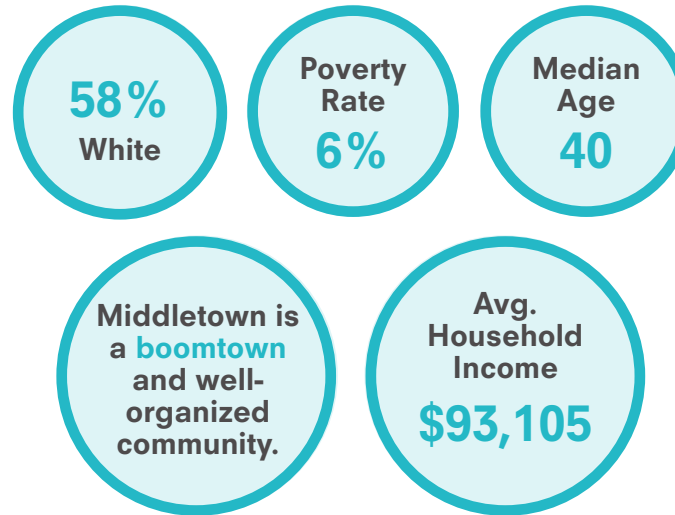 58%
White
Poverty
Rate
6%
Median
Age
40
Middletown is
a boomtown
and well-
organized
community.
Avg.
Household
Income
$93,105